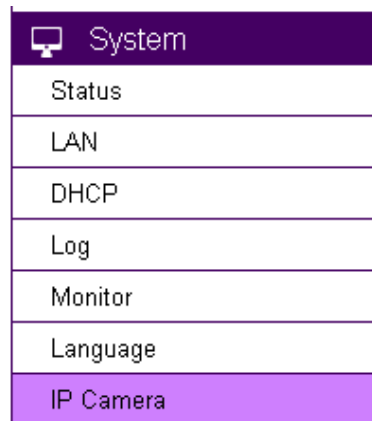 System
Status
LAN
DHCP
Log
Monitor
Language
IP Camera